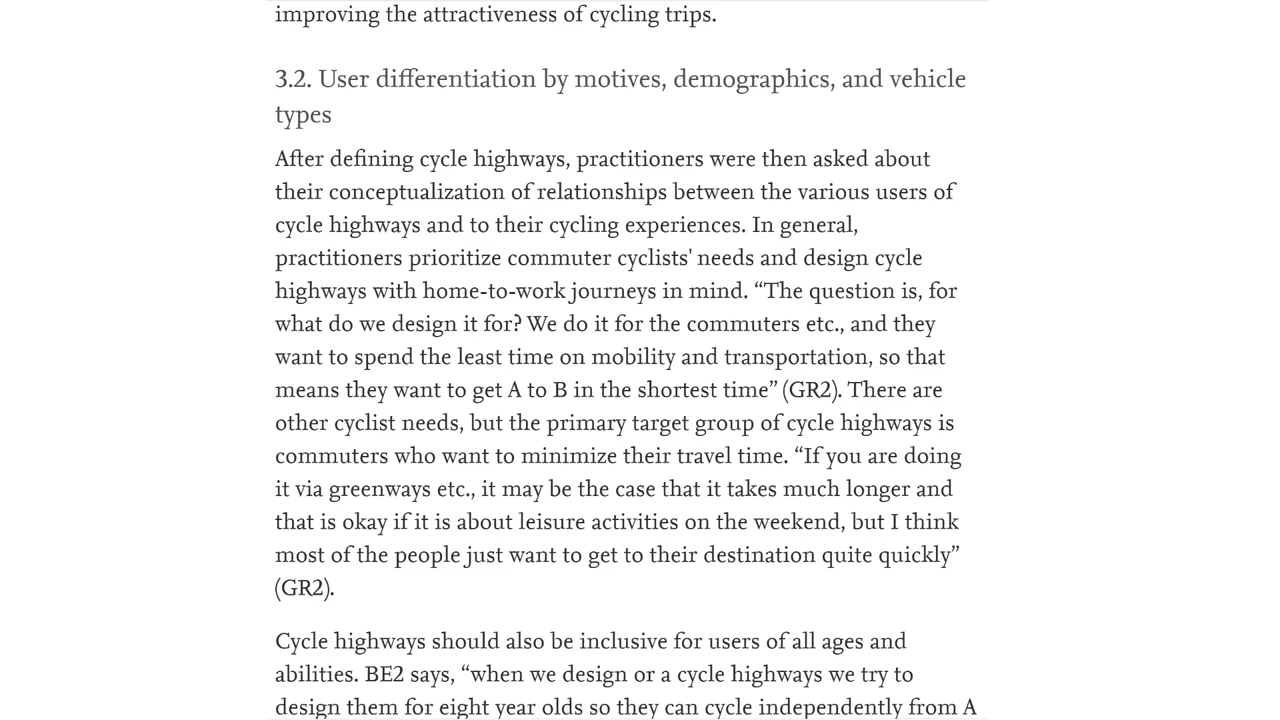 improving the attractiveness of cycling trips.
3.2. User differentiation by motives, demographics, and vehicle
types
After defining cycle highways, practitioners were then asked about
their conceptualization of relationships between the various users of
cycle highways and to their cycling experiences. In general,
practitioners prioritize commuter cyclists' needs and design cycle
highways with home-to-work journeys in mind. “The question is, for
what do we design it for? We do it for the commuters etc., and they
want to spend the least time on mobility and transportation, so that
means they want to get A to B in the shortest time” (GR2). There are
other cyclist needs, but the primary target group of cycle highways is
commuters who want to minimize their travel time. “If you are doing
it via greenways etc., it may be the case that it takes much longer and
that is okay if it is about leisure activities on the weekend, but I think
most of the people just want to get to their destination quite quickly”
(GR2).
Cycle highways should also be inclusive for users of all ages and
abilities. BE2 says, “when we design or a cycle highways we try to
design them for eight year olds so they can cycle independently from A